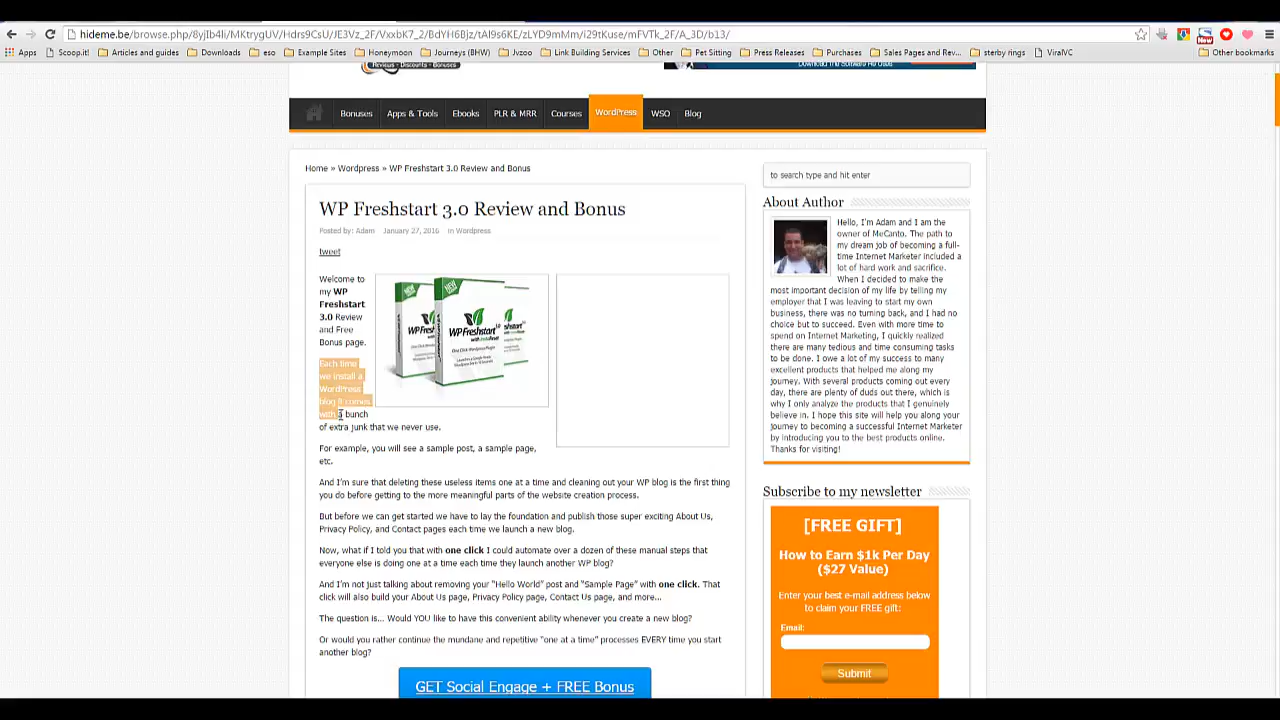 hideme.be/browse.php/
Apps Scoop.it! Articles and guides Downloads eso Example Sites Honeymoon Journeys (BHW) Jvzoo Link Building Services Other Pet Sitting Press Releases Purchases Sales Pages and Rev... sterby rings ViralVC Other bookmarks
Reviews - Discounts - Bonuses
Bonuses Apps & Tools Ebooks PLR & MRR Courses WordPress WSO Blog
Home » Wordpress » WP Freshstart 3.0 Review and Bonus
WP Freshstart 3.0 Review and Bonus
Posted by: Adam January 27, 2016 in Wordpress
tweet
Welcome to
my WP
Freshstart
3.0 Review
and Free
Bonus page.
WP Freshstart
Each time
we install a
WordPress
blog it comes
with a bunch
of extra junk that we never use.
For example, you will see a sample post, a sample page,
etc.
And I'm sure that deleting these useless items one at a time and cleaning out your WP blog is the first thing
you do before getting to the more meaningful parts of the website creation process.
But before we can get started we have to lay the foundation and publish those super exciting About Us,
Privacy Policy, and Contact pages each time we launch a new blog.
Now, what if I told you that with one click I could automate over a dozen of these manual steps that
everyone else is doing one at a time each time they launch another WP blog?
And I'm not just talking about removing your "Hello World" post and "Sample Page" with one click. That
click will also build your About Us page, Privacy Policy page, Contact Us page, and more...
The question is... Would YOU like to have this convenient ability whenever you create a new blog?
Or would you rather continue the mundane and repetitive "one at a time" processes EVERY time you start
another blog?
GET Social Engage + FREE Bonus
to search type and hit enter
About Author
Hello, I'm Adam and I am the
owner of MeCanto. The path to
my dream job of becoming a full-
time Internet Marketer included a
lot of hard work and sacrifice.
When I decided to make the
most important decision of my life by telling my
employer that I was leaving to start my own
business, there was no turning back, and I had no
choice but to succeed. Even with more time to
spend on Internet Marketing, I quickly realized
there are many tedious and time consuming tasks
to be done. I owe a lot of my success to many
excellent products that helped me along my
journey. With several products coming out every
day, there are plenty of duds out there, which is
why I only analyze the products that I genuinely
believe in. I hope this site will help you along your
journey to becoming a successful Internet Marketer
by introducing you to the best products online.
Thanks for visiting!
Subscribe to my newsletter
[FREE GIFT]
How to Earn $1k Per Day
($27 Value)
Enter your best e-mail address below
to claim your FREE gift:
Email:
Submit